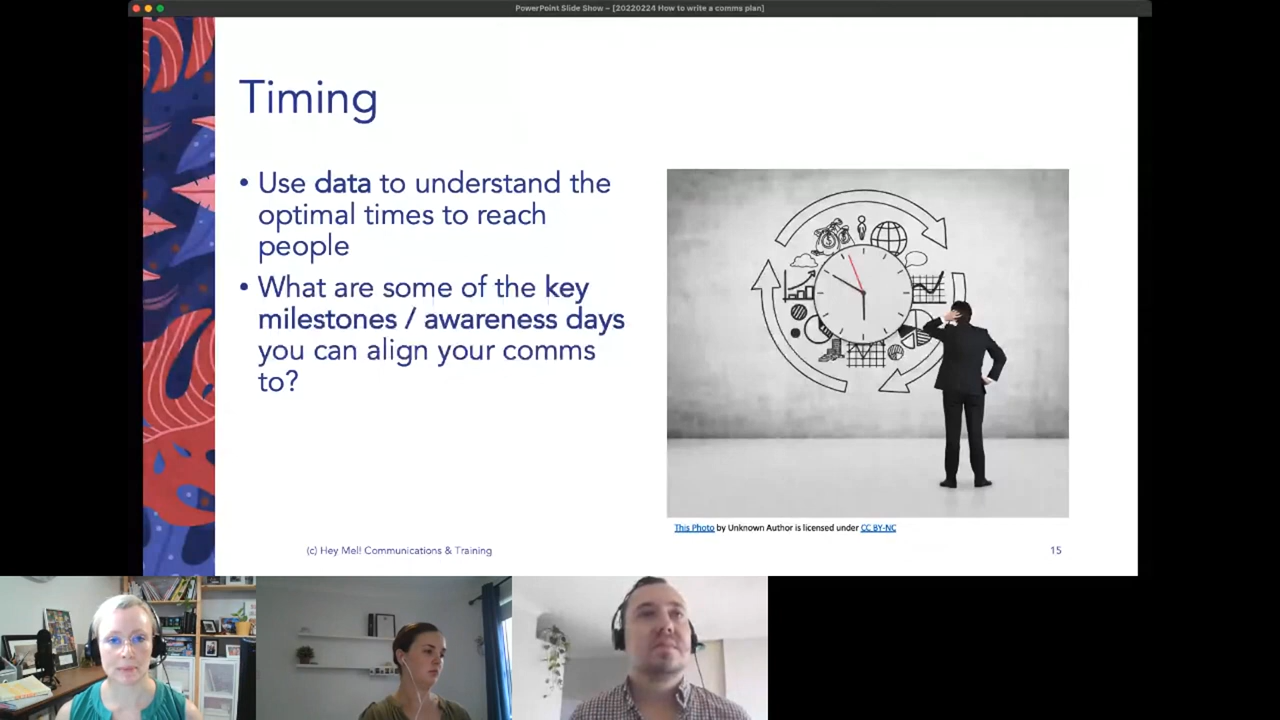 PowerPoint Slide Show – [20220224 How to write a comms plan]
Timing
• Use data to understand the
optimal times to reach
people
• What are some of the key
milestones / awareness days
you can align your comms
to?
This Photo by Unknown Author is licensed under CC BY-NC
(c) Hey Mel! Communications & Training
15